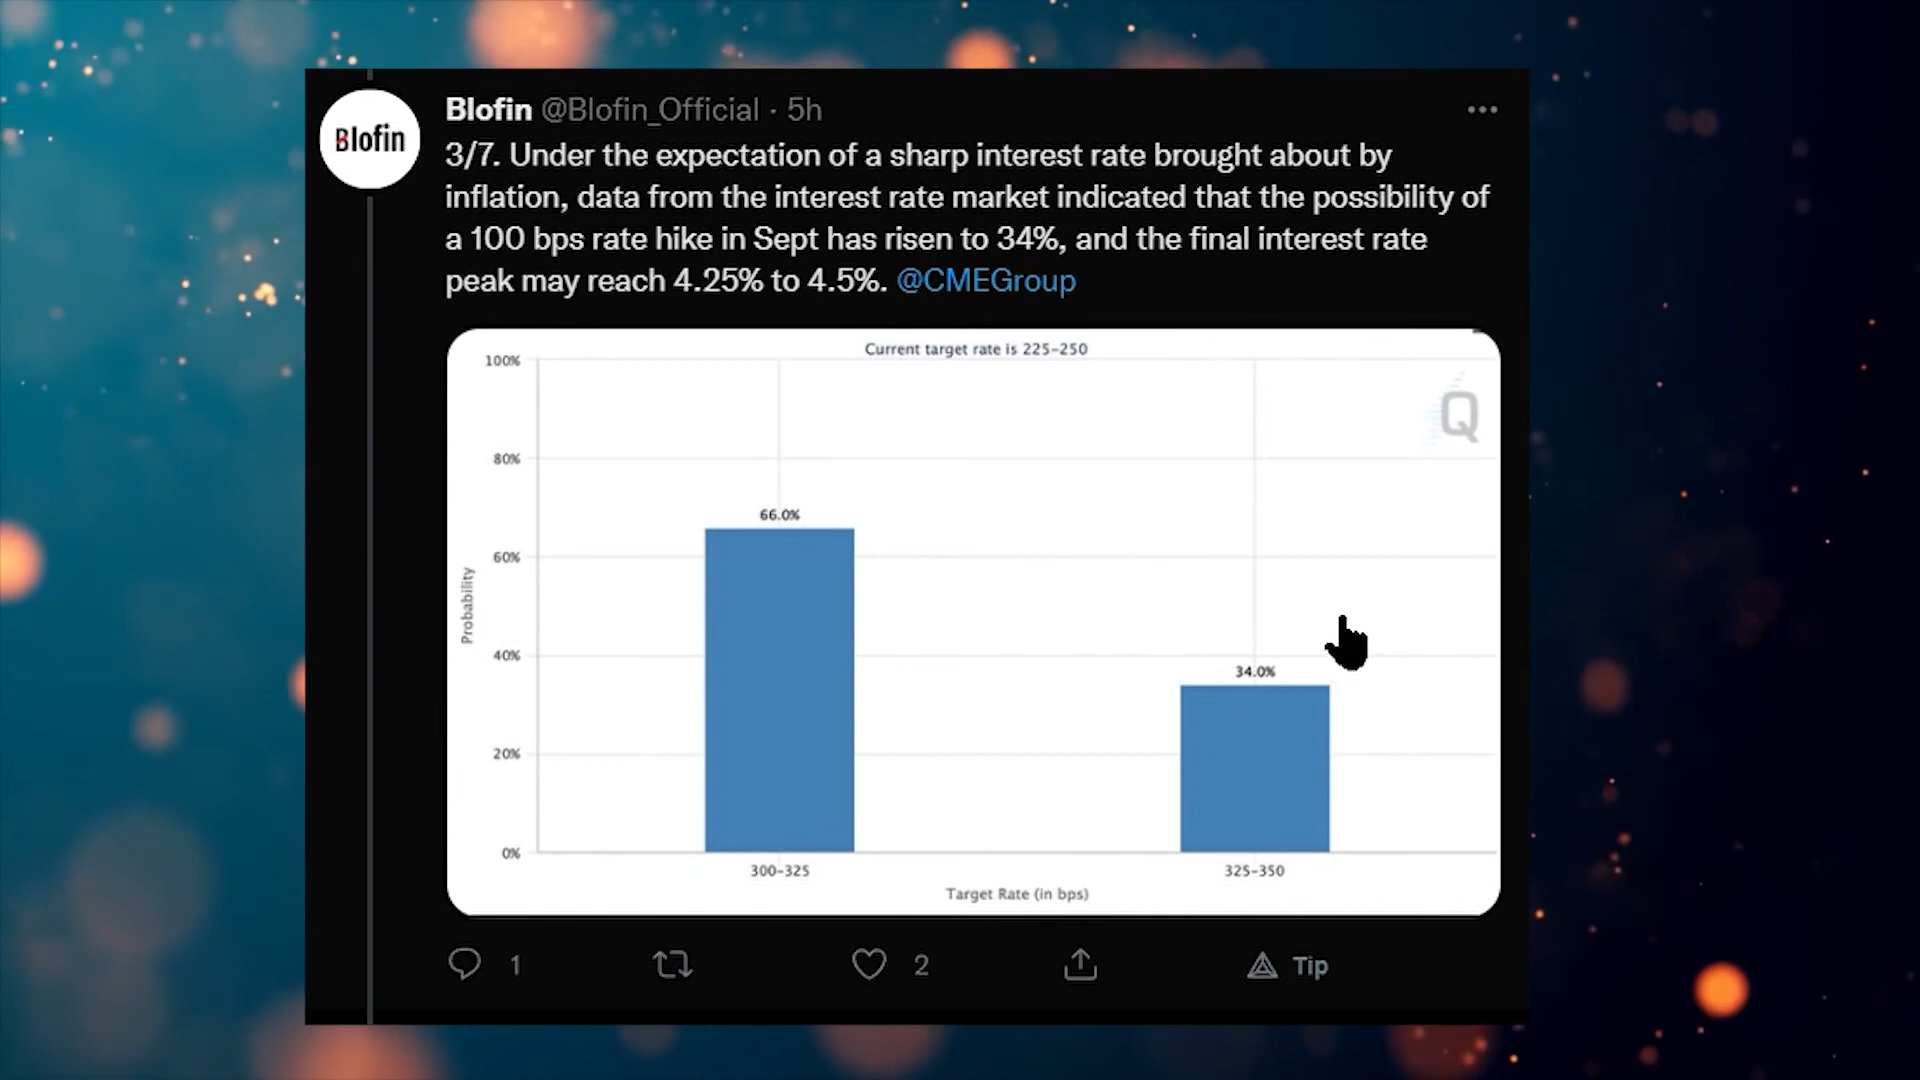 Blofin
Blofin @Blofin_Official · 5h
3/7. Under the expectation of a sharp interest rate brought about by
inflation, data from the interest rate market indicated that the possibility of
a 100 bps rate hike in Sept has risen to 34%, and the final interest rate
peak may reach 4.25% to 4.5%. @CMEGroup
Current target rate is 225-250
100%
Q
80%
66.0%
60%
Probability
40%
34.0%
20%
0%
300-325 325-350
Target Rate (in bps)
1 2 Tip